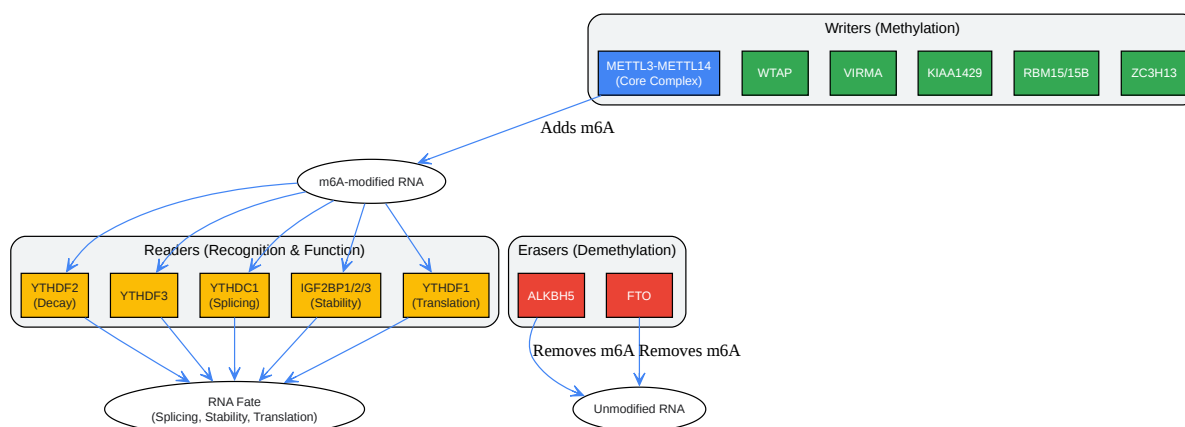 Writers (Methylation)
METTL3-METTL14
(Core Complex)
WTAP
VIRMA
KIAA1429
RBM15/15B
ZC3H13
Adds m6A
m6A-modified RNA
Readers (Recognition & Function)
YTHDF2
(Decay)
YTHDF3
YTHDC1
(Splicing)
IGF2BP1/2/3
(Stability)
YTHDF1
(Translation)
Erasers (Demethylation)
ALKBH5
FTO
Removes m6A
Removes m6A
RNA Fate
(Splicing, Stability, Translation)
Unmodified RNA